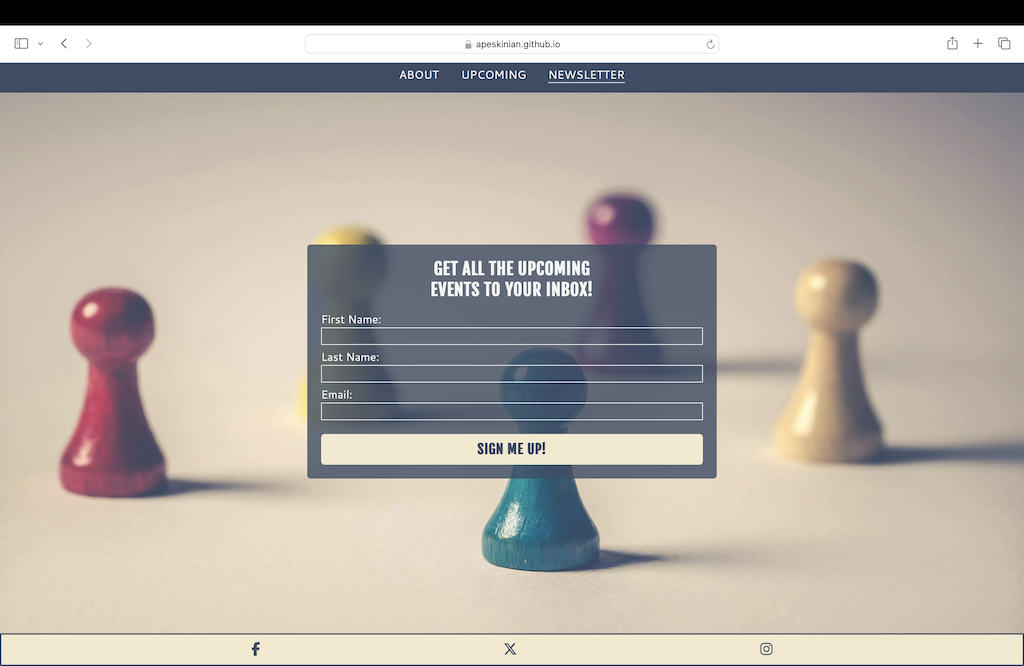 apeskinian.github.io
ABOUT UPCOMING NEWSLETTER
GET ALL THE UPCOMING
EVENTS TO YOUR INBOX!
First Name:
Last Name:
Email:
SIGN ME UP!